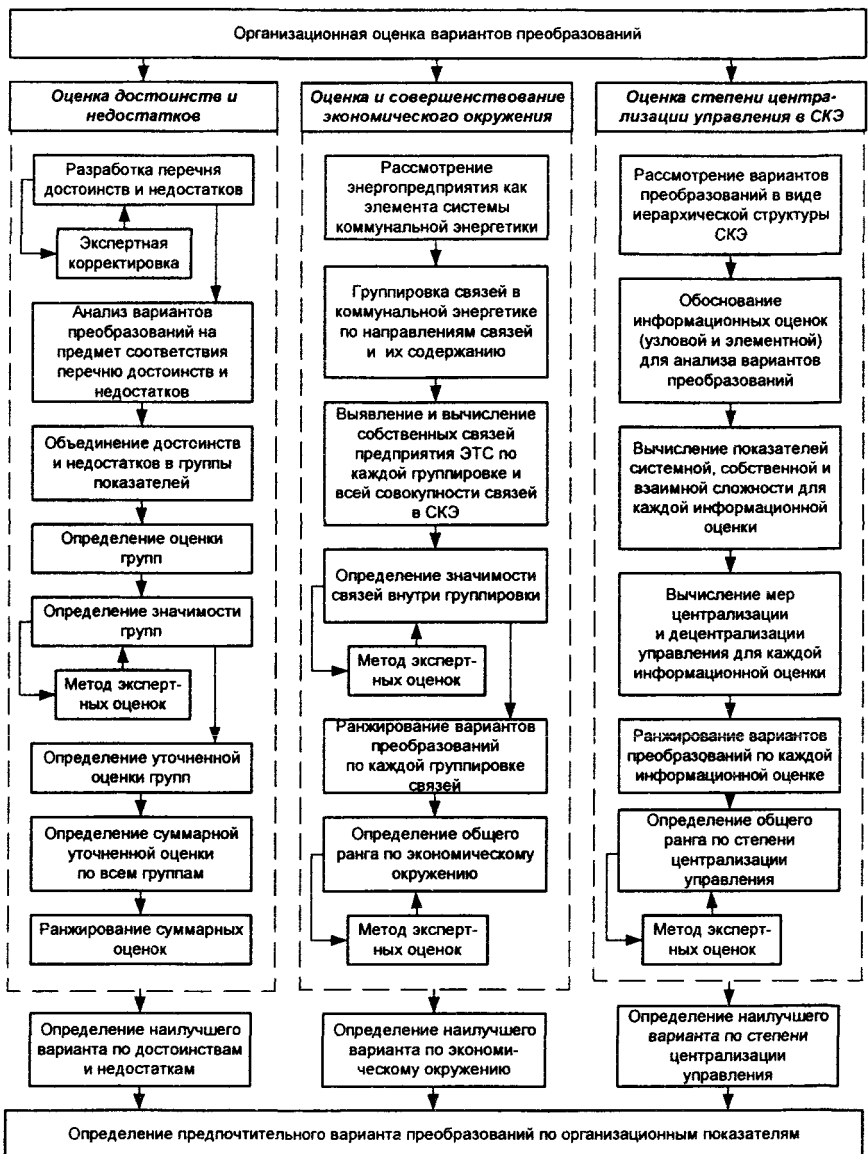 Организационная оценка вариантов преобразований
Оценка достоинств и
недостатков
Разработка перечня
достоинств и недостатков
Экспертная
корректировка
Анализ вариантов
преобразований на
предмет соответствия
перечню достоинств и
недостатков
Объединение достоинств
и недостатков в группы
показателей
Определение оценки
групп
Определение значимости
групп
Метод эксперт-
ных оценок
Определение уточненной
оценки групп
Определение суммарной
уточненной оценки
по всем группам
Ранжирование суммарных
оценок
Определение наилучшего
варианта по достоинствам
и недостаткам
Оценка и совершенствование
экономического окружения
Рассмотрение
энергопредприятия как
элемента системы
коммунальной энергетики
Группировка связей в
коммунальной энергетике
по направлениям связей
и их содержанию
Выявление и вычисление
собственных связей
предприятия ЭТС по
каждой группировке и
всей совокупности связей
в СКЭ
Определение значимости
связей внутри группировки
Метод эксперт-
ных оценок
Ранжирование вариантов
преобразований
по каждой группировке
связей
Определение общего
ранга по экономическому
окружению
Метод эксперт-
ных оценок
Определение наилучшего
варианта по экономи-
ческому окружению
Оценка степени центра-
лизации управления в СКЭ
Рассмотрение вариантов
преобразований в виде
иерархической структуры
СКЭ
Обоснование
информационных оценок
(узловой и элементной)
для анализа вариантов
преобразований
Вычисление показателей
системной, собственной и
взаимной сложности для
каждой информационной
оценки
Вычисление мер
централизации
и децентрализации
управления для каждой
информационной оценки
Ранжирование вариантов
преобразований по каждой
информационной оценке
Определение общего
ранга по степени
централизации
управления
Метод эксперт-
ных оценок
Определение наилучшего
варианта по степени
централизации
управления
Определение предпочтительного варианта преобразований по организационным показателям